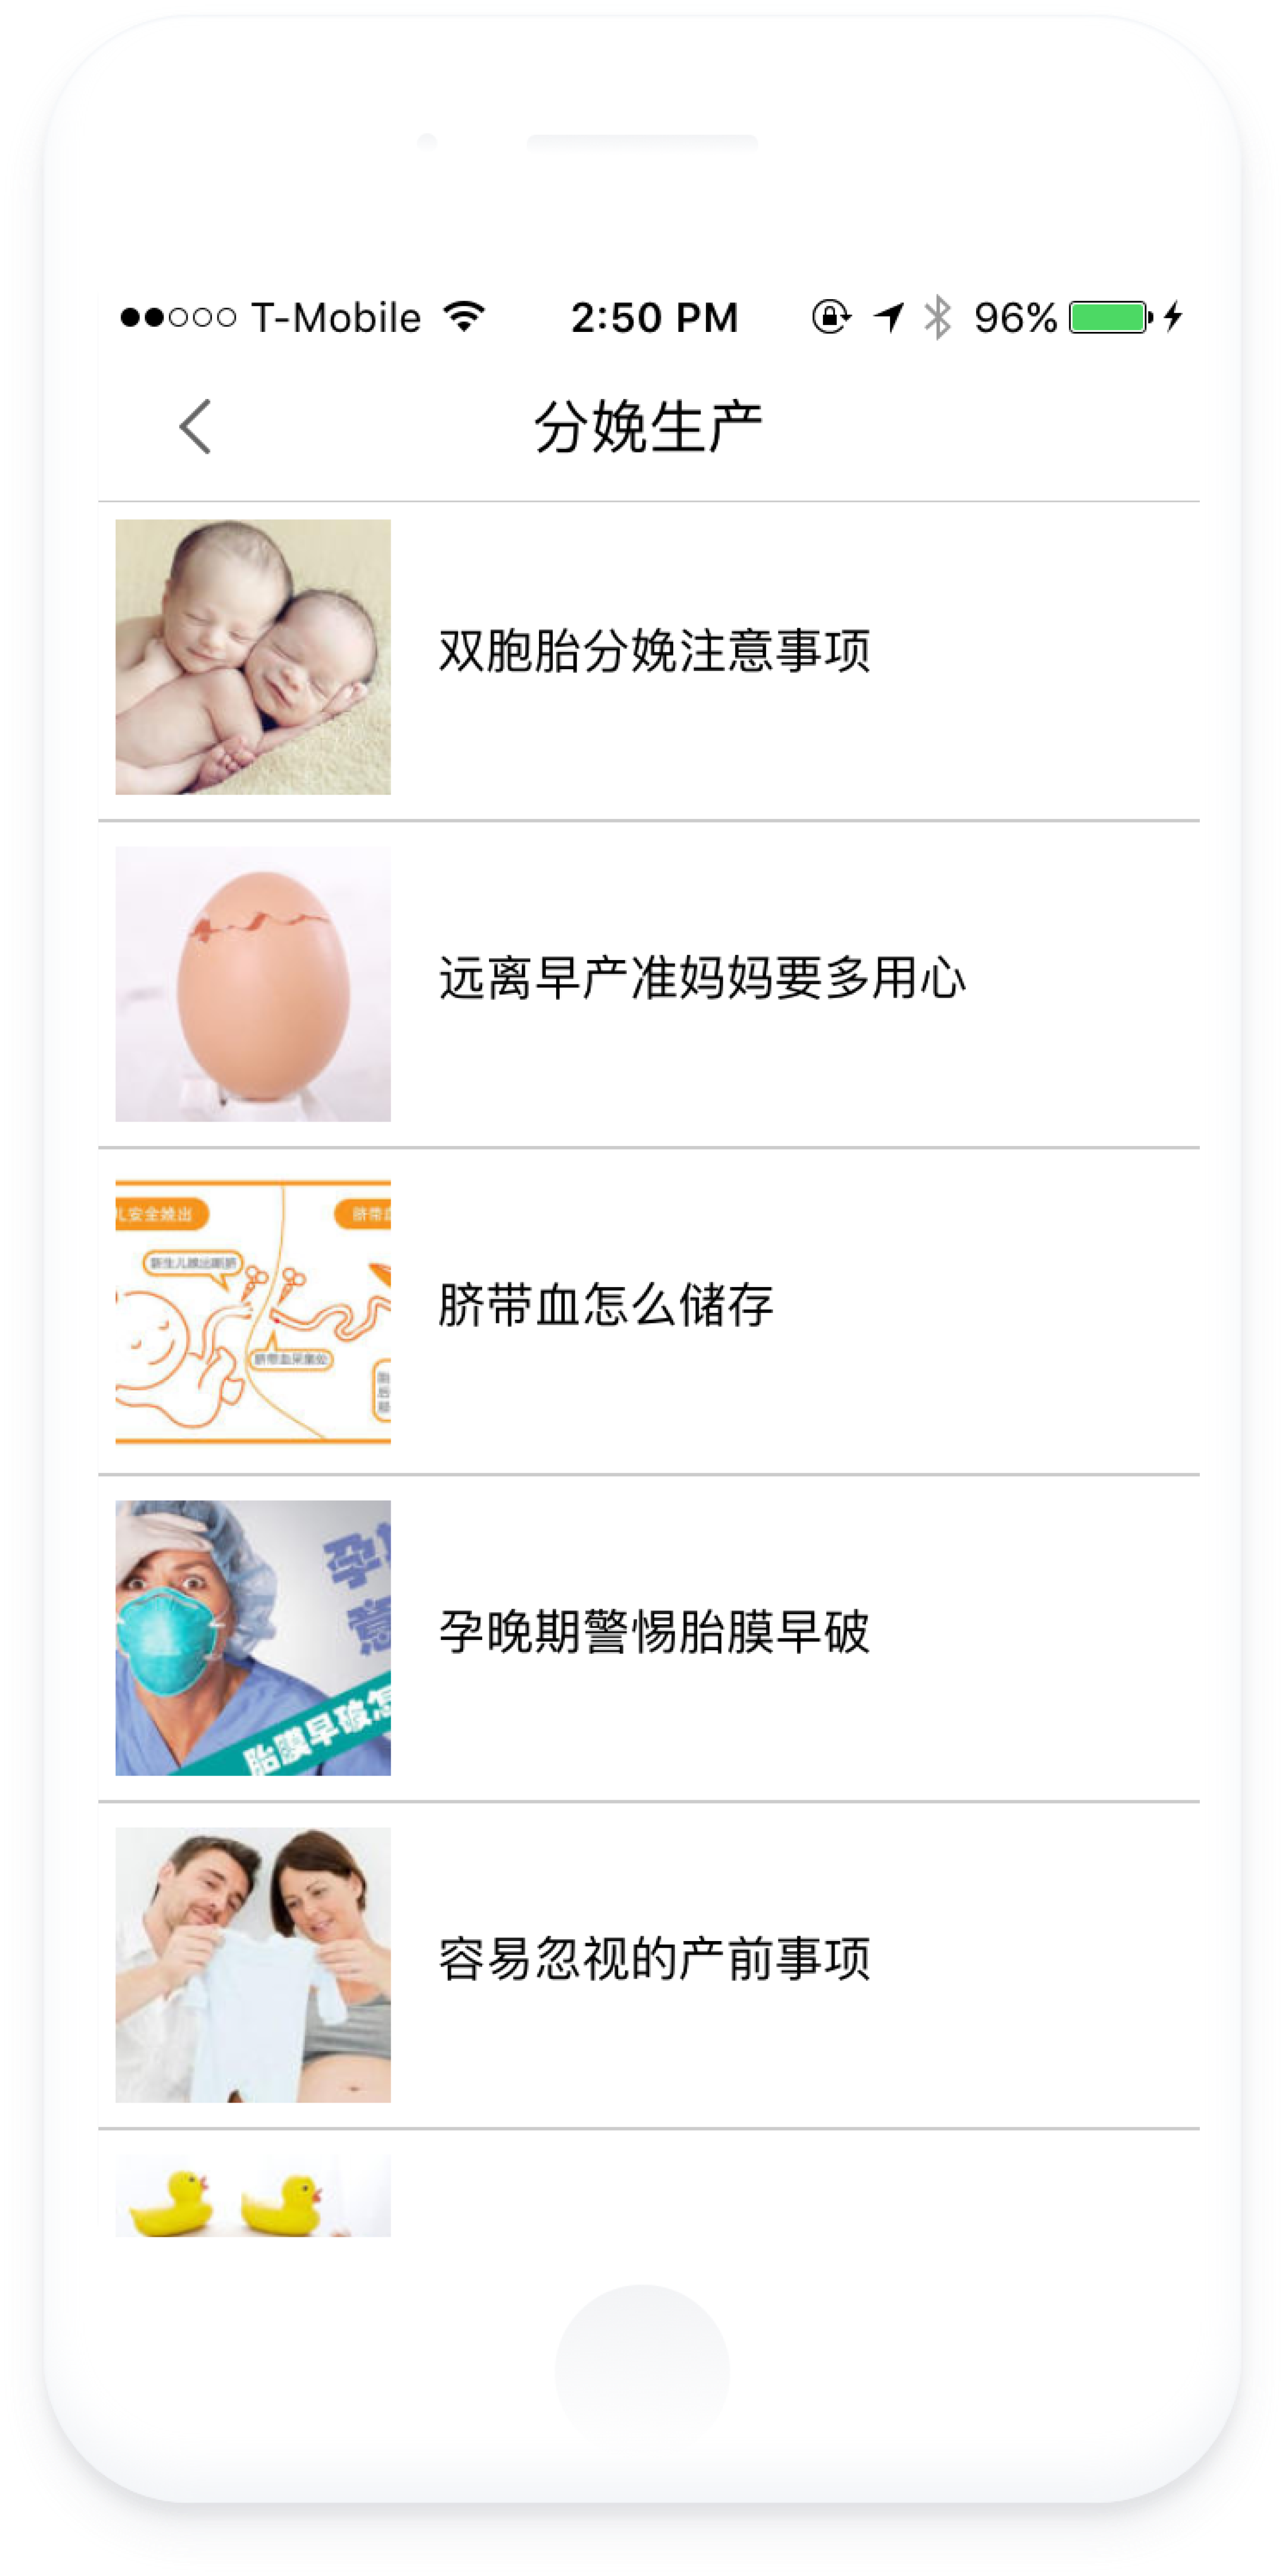 T-Mobile 2:50 PM 96%
分娩生产
双胞胎分娩注意事项
远离早产准妈妈要多用心
儿安全娩出
脐带血
新生儿娩出断脐
脐带血采集处
脐带血怎么储存
孕
意
胎膜早破怎
孕晚期警惕胎膜早破
容易忽视的产前事项